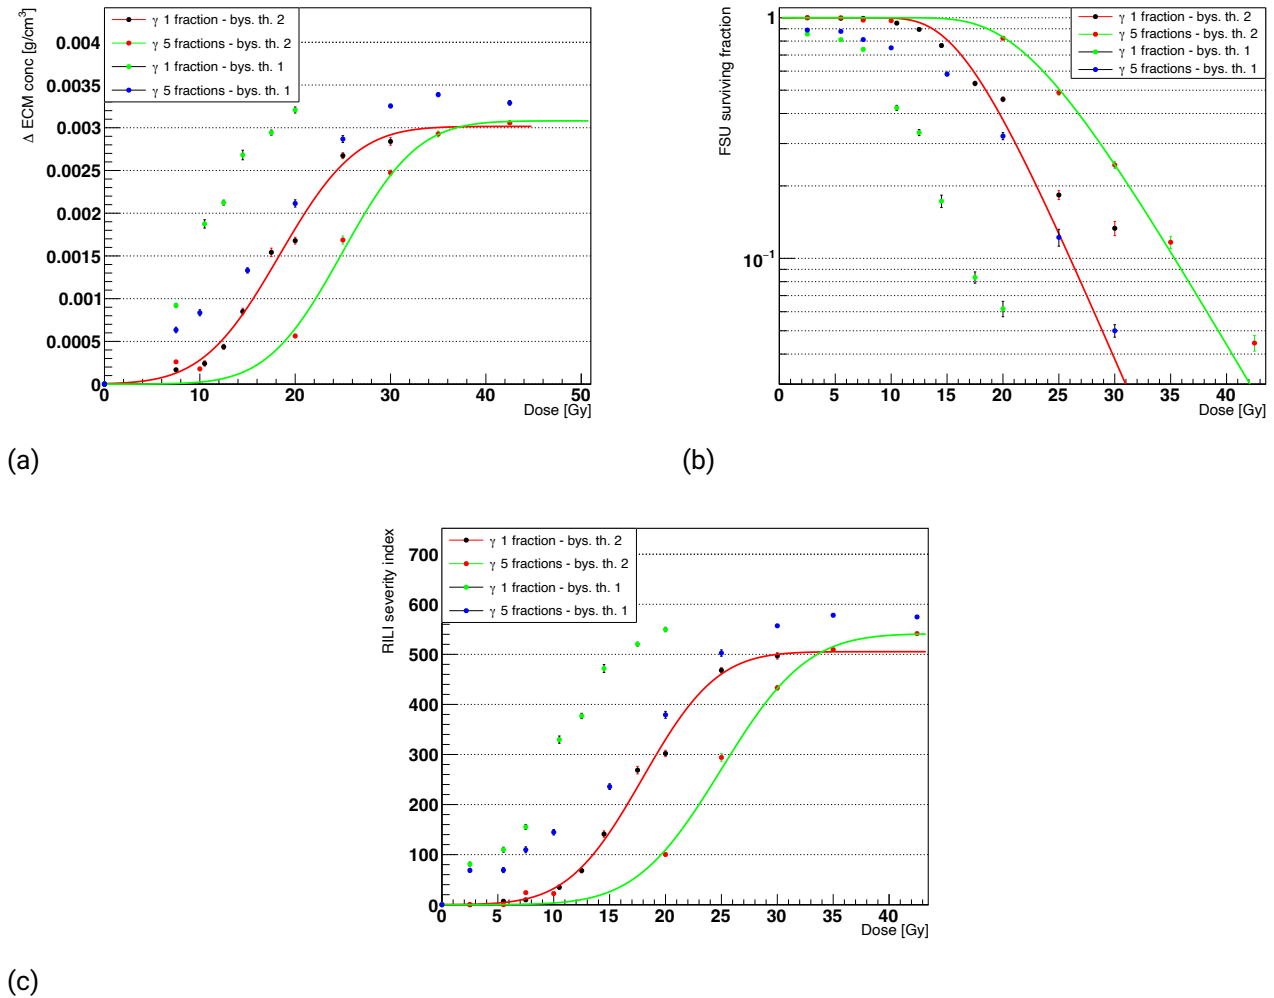 Δ ECM conc [g/cm³]
γ 1 fraction - bys. th. 2
γ 5 fractions - bys. th. 2
γ 1 fraction - bys. th. 1
γ 5 fractions - bys. th. 1
0.004
0.0035
0.003
0.0025
0.002
0.0015
0.001
0.0005
0
0 10 20 30 40 50
Dose [Gy]
(a)
FSU surviving fraction
γ 1 fraction - bys. th. 2
γ 5 fractions - bys. th. 2
γ 1 fraction - bys. th. 1
γ 5 fractions - bys. th. 1
1
10⁻¹
0 5 10 15 20 25 30 35 40
Dose [Gy]
(b)
RILI severity index
γ 1 fraction - bys. th. 2
γ 5 fractions - bys. th. 2
γ 1 fraction - bys. th. 1
γ 5 fractions - bys. th. 1
700
600
500
400
300
200
100
0
0 5 10 15 20 25 30 35 40
Dose [Gy]
(c)